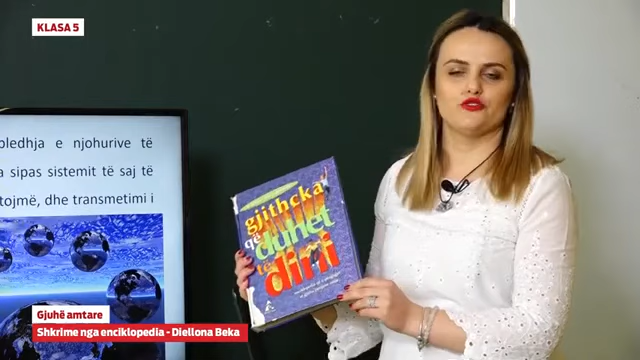 KLASA 5
bledhja e njohurive të
sipas sistemit të saj të
tojmë, dhe transmetimi i
gjithçka
që duhet
të dini
Gjuhë amtare
Shkrime nga enciklopedia - Diellona Beka